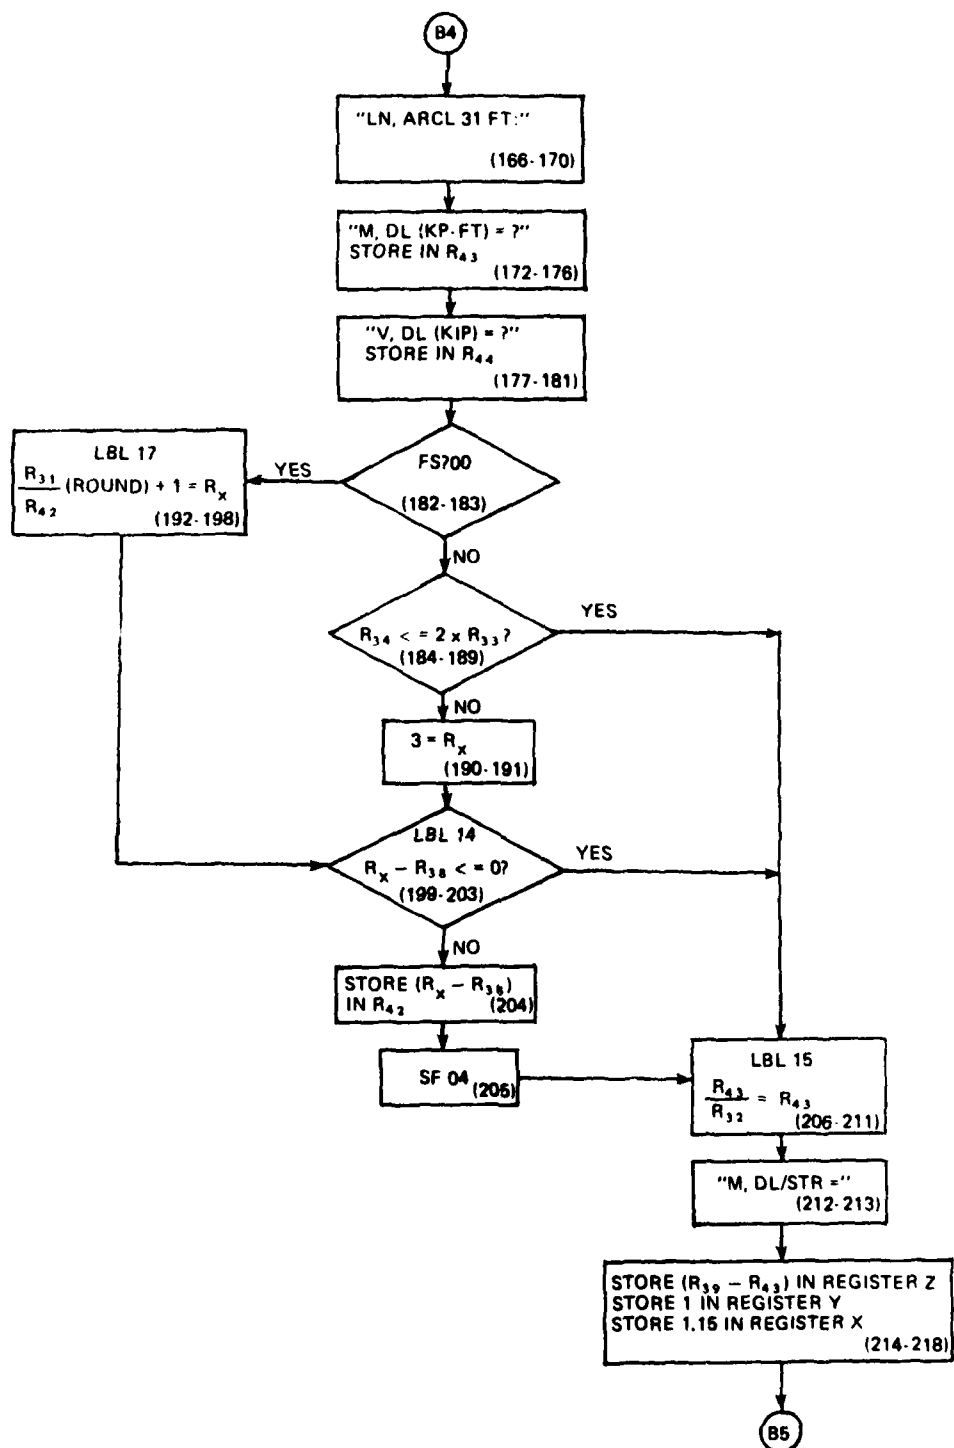 B4
"LN, ARCL 31 FT:"
(166-170)
"M, DL (KP-FT) = ?"
STORE IN R₄₃
(172-176)
"V, DL (KIP) = ?"
STORE IN R₄₄
(177-181)
FS?00
(182-183)
YES
LBL 17
R₃₁
R₄₂
(ROUND) + 1 = Rₓ
(192-198)
NO
R₃₄ < = 2 x R₃₃?
(184-189)
YES
NO
3 = Rₓ
(190-191)
LBL 14
Rₓ – R₃₈ < = 0?
(199-203)
YES
NO
STORE (Rₓ – R₃₈)
IN R₄₂ (204)
SF 04 (205)
LBL 15
R₄₃
R₃₂
= R₄₃
(206-211)
"M, DL/STR ="
(212-213)
STORE (R₃₉ – R₄₃) IN REGISTER Z
STORE 1 IN REGISTER Y
STORE 1.15 IN REGISTER X
(214-218)
B5